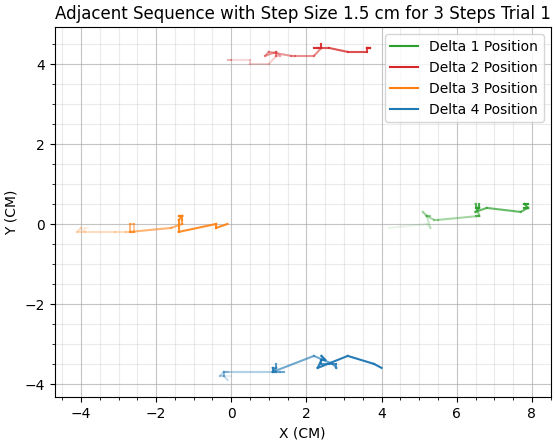 Adjacent Sequence with Step Size 1.5 cm for 3 Steps Trial 1
Delta 1 Position
Delta 2 Position
Delta 3 Position
Delta 4 Position
Y (CM)
4
2
0
−2
−4
−4
−2
0
2
4
6
8
X (CM)